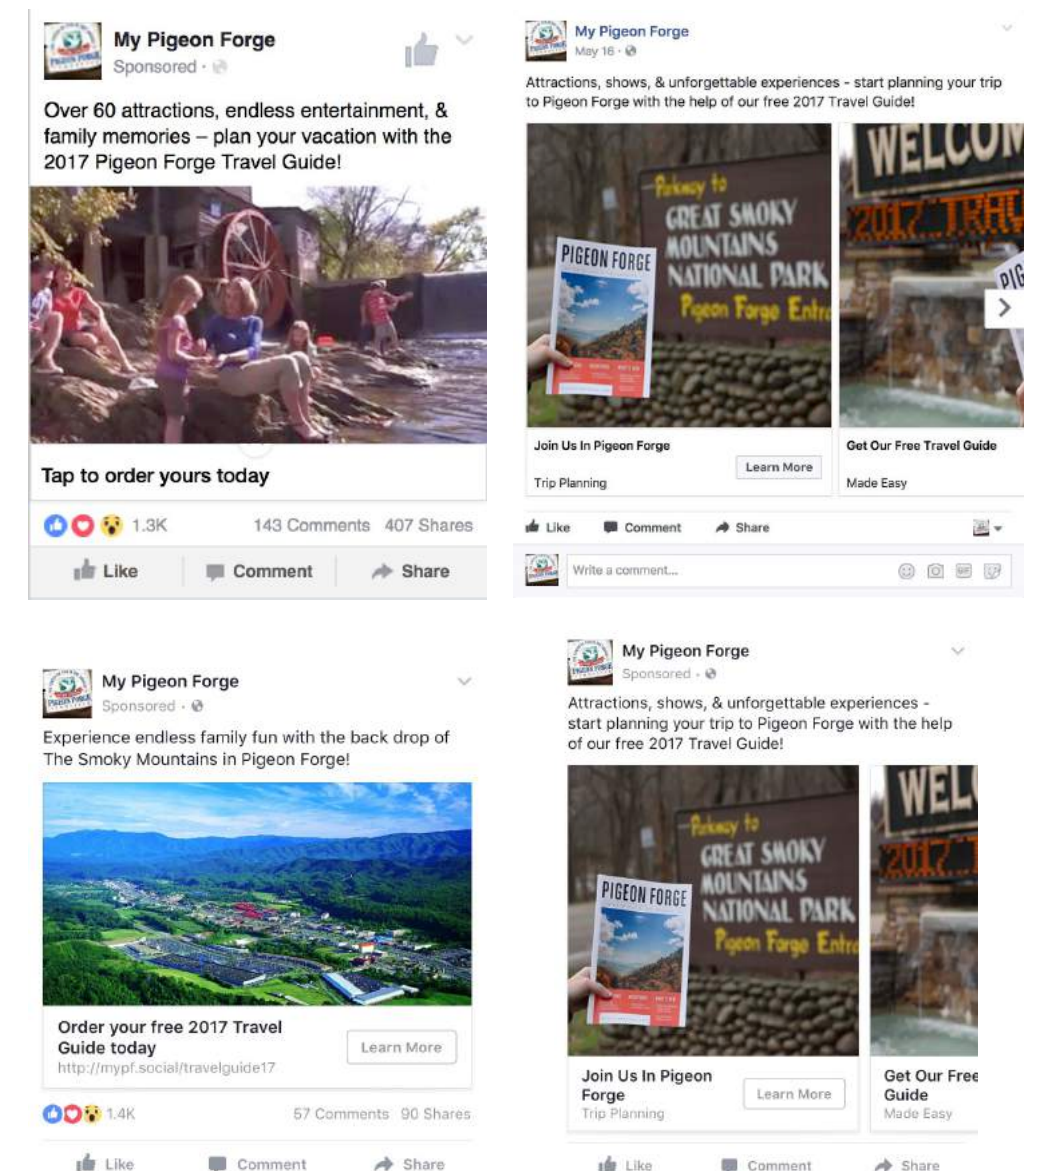 My Pigeon Forge
Sponsored ·
Over 60 attractions, endless entertainment, &
family memories – plan your vacation with the
2017 Pigeon Forge Travel Guide!
Tap to order yours today
1.3K 143 Comments 407 Shares
Like Comment Share
My Pigeon Forge
May 16 ·
Attractions, shows, & unforgettable experiences - start planning your trip
to Pigeon Forge with the help of our free 2017 Travel Guide!
Parkway to
GREAT SMOKY
MOUNTAINS
NATIONAL PARK
Pigeon Forge Entra
PIGEON FORGE
WELCOM
2017 TRAV
PIG
Join Us In Pigeon Forge
Learn More
Trip Planning
Get Our Free Travel Guide
Made Easy
Like Comment Share
Write a comment...
GIF
My Pigeon Forge
Sponsored ·
Experience endless family fun with the back drop of
The Smoky Mountains in Pigeon Forge!
Order your free 2017 Travel
Guide today
Learn More
http://mypf.social/travelguide17
1.4K 57 Comments 90 Shares
Like Comment Share
My Pigeon Forge
Sponsored ·
Attractions, shows, & unforgettable experiences -
start planning your trip to Pigeon Forge with the help
of our free 2017 Travel Guide!
Parkway to
GREAT SMOKY
MOUNTAINS
NATIONAL PARK
Pigeon Forge Entra
PIGEON FORGE
WEL
2017 T
Join Us In Pigeon
Forge
Learn More
Trip Planning
Get Our Free
Guide
Made Easy
Like Comment Share